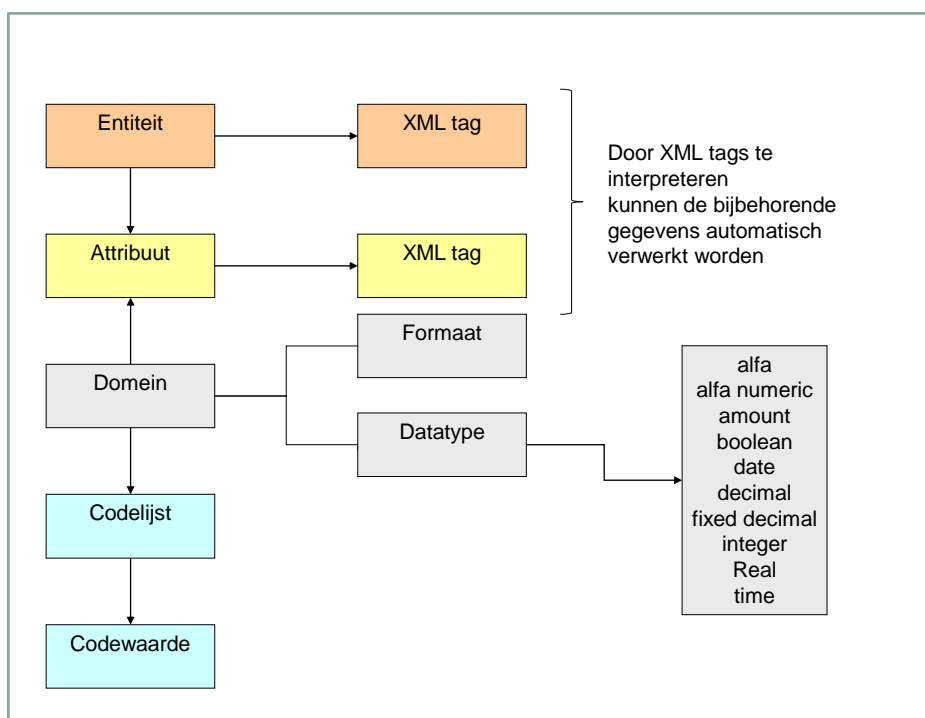 Entiteit
XML tag
Door XML tags te
interpreteren
kunnen de bijbehorende
gegevens automatisch
verwerkt worden
Attribuut
XML tag
Formaat
Domein
Datatype
alfa
alfa numeric
amount
boolean
date
decimal
fixed decimal
integer
Real
time
Codelijst
Codewaarde